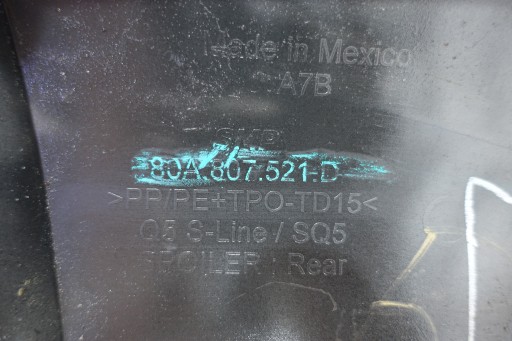 Made in Mexico
A7B
80A.807.521-D
>PP/PE+TPO-TD15<
Q5 S-Line / SQ5
SPOILER Rear